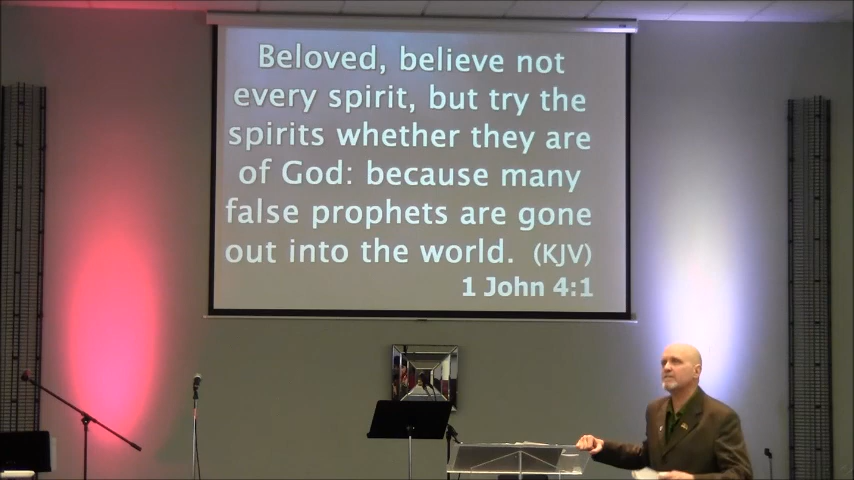 Beloved, believe not
every spirit, but try the
spirits whether they are
of God: because many
false prophets are gone
out into the world. (KJV)
1 John 4:1